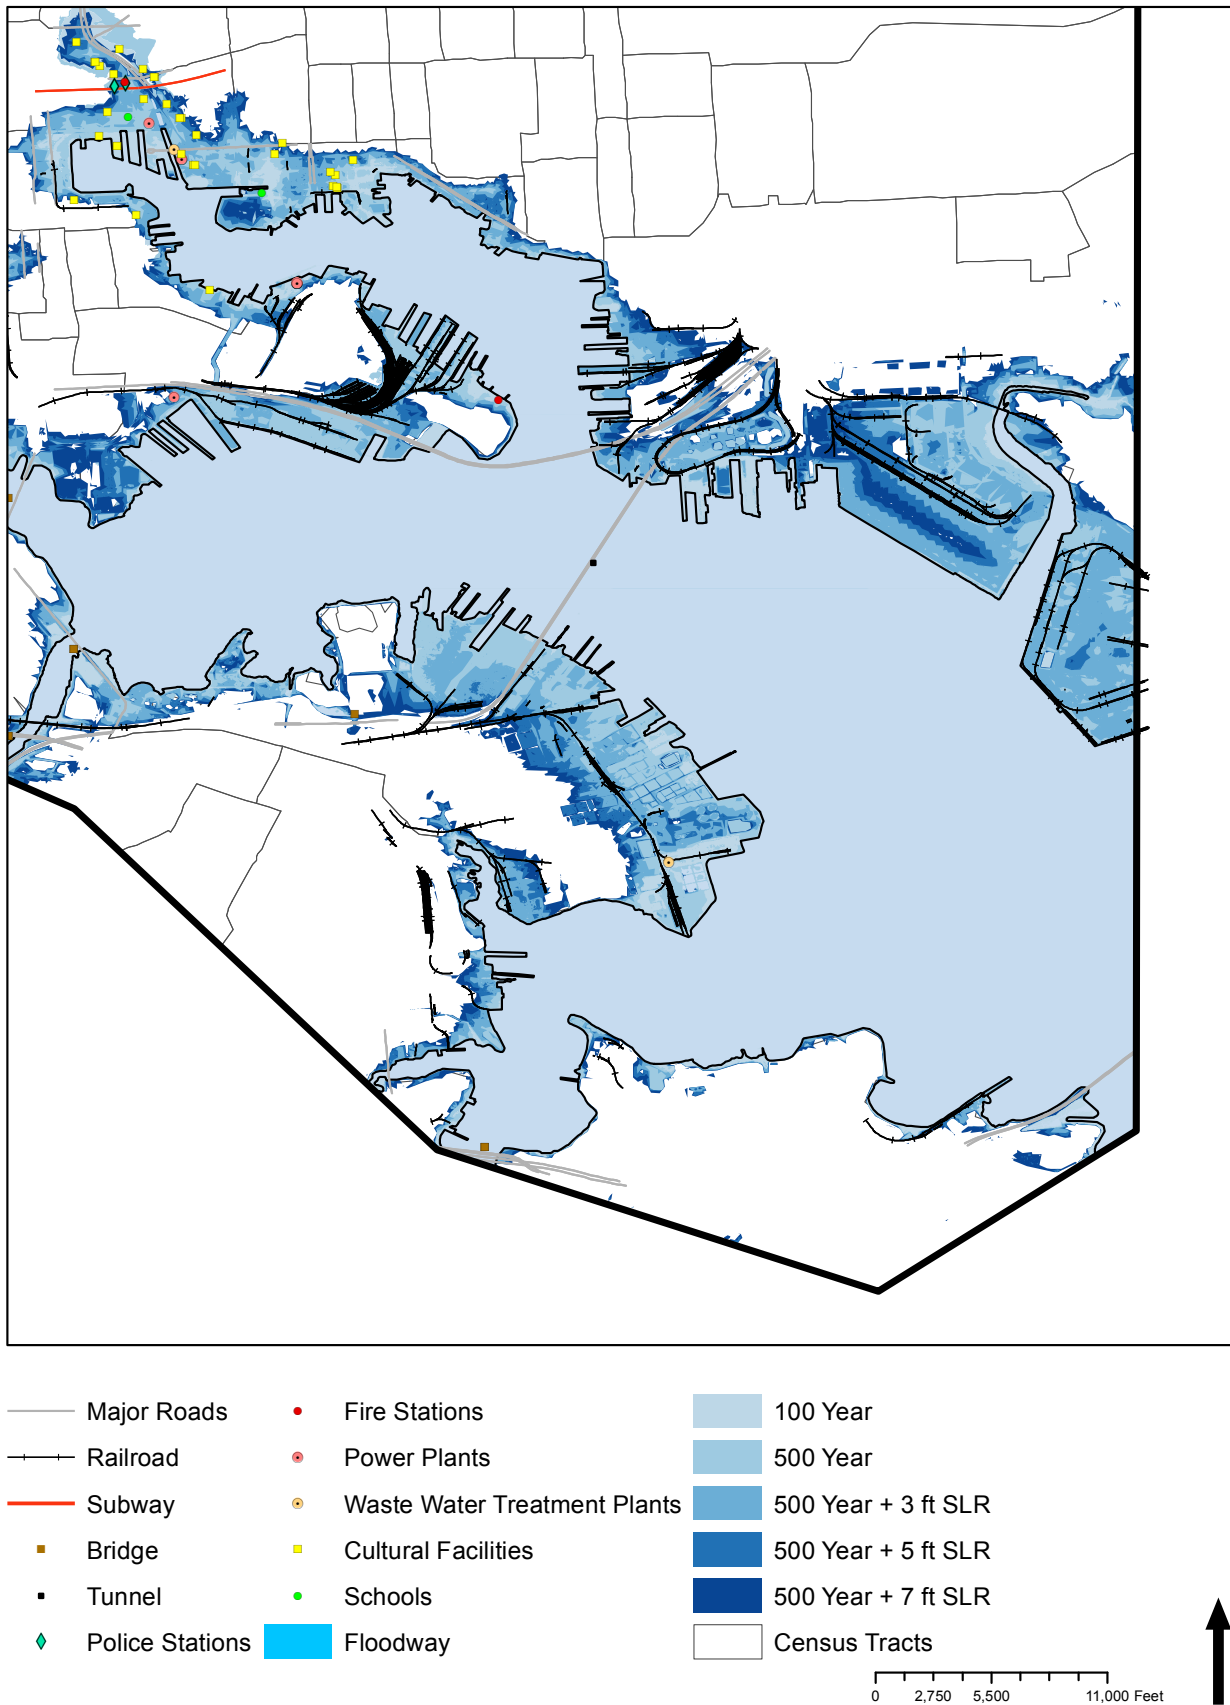 Major Roads
Railroad
Subway
Bridge
Tunnel
Police Stations
Fire Stations
Power Plants
Waste Water Treatment Plants
Cultural Facilities
Schools
Floodway
100 Year
500 Year
500 Year + 3 ft SLR
500 Year + 5 ft SLR
500 Year + 7 ft SLR
Census Tracts
0 2,750 5,500 11,000 Feet